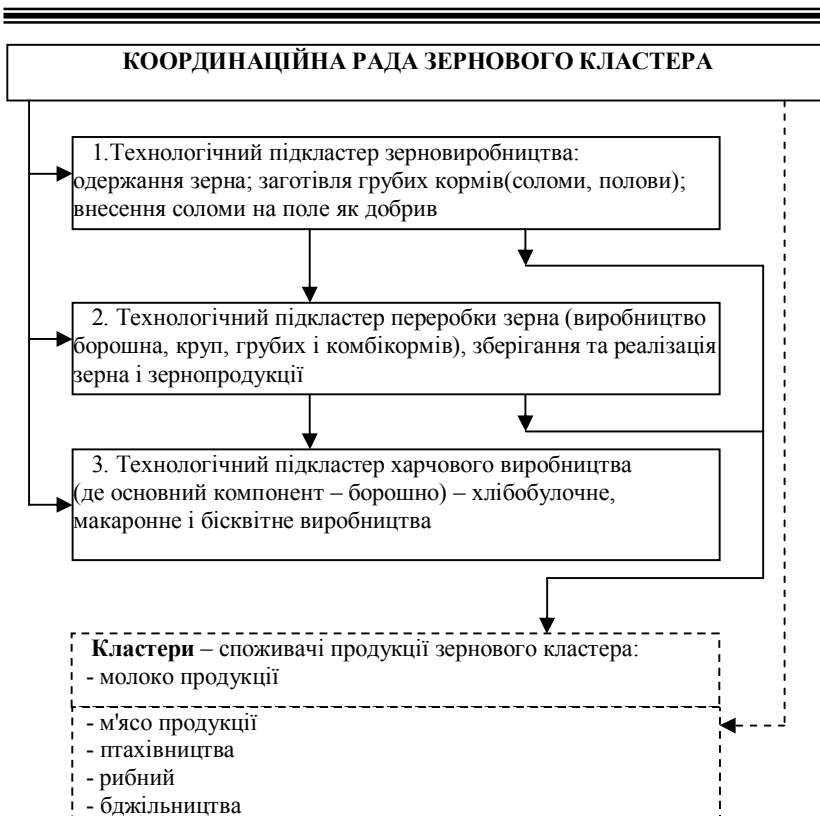 КООРДИНАЦІЙНА РАДА ЗЕРНОВОГО КЛАСТЕРА
1.Технологічний підкластер зерновиробництва:
одержання зерна; заготівля грубих кормів(соломи, полови);
внесення соломи на поле як добрив
2. Технологічний підкластер переробки зерна (виробництво
борошна, круп, грубих і комбікормів), зберігання та реалізація
зерна і зернопродукції
3. Технологічний підкластер харчового виробництва
(де основний компонент – борошно) – хлібобулочне,
макаронне і бісквітне виробництва
Кластери – споживачі продукції зернового кластера:
- молоко продукції
- м'ясо продукції
- птахівництва
- рибний
- бджільництва